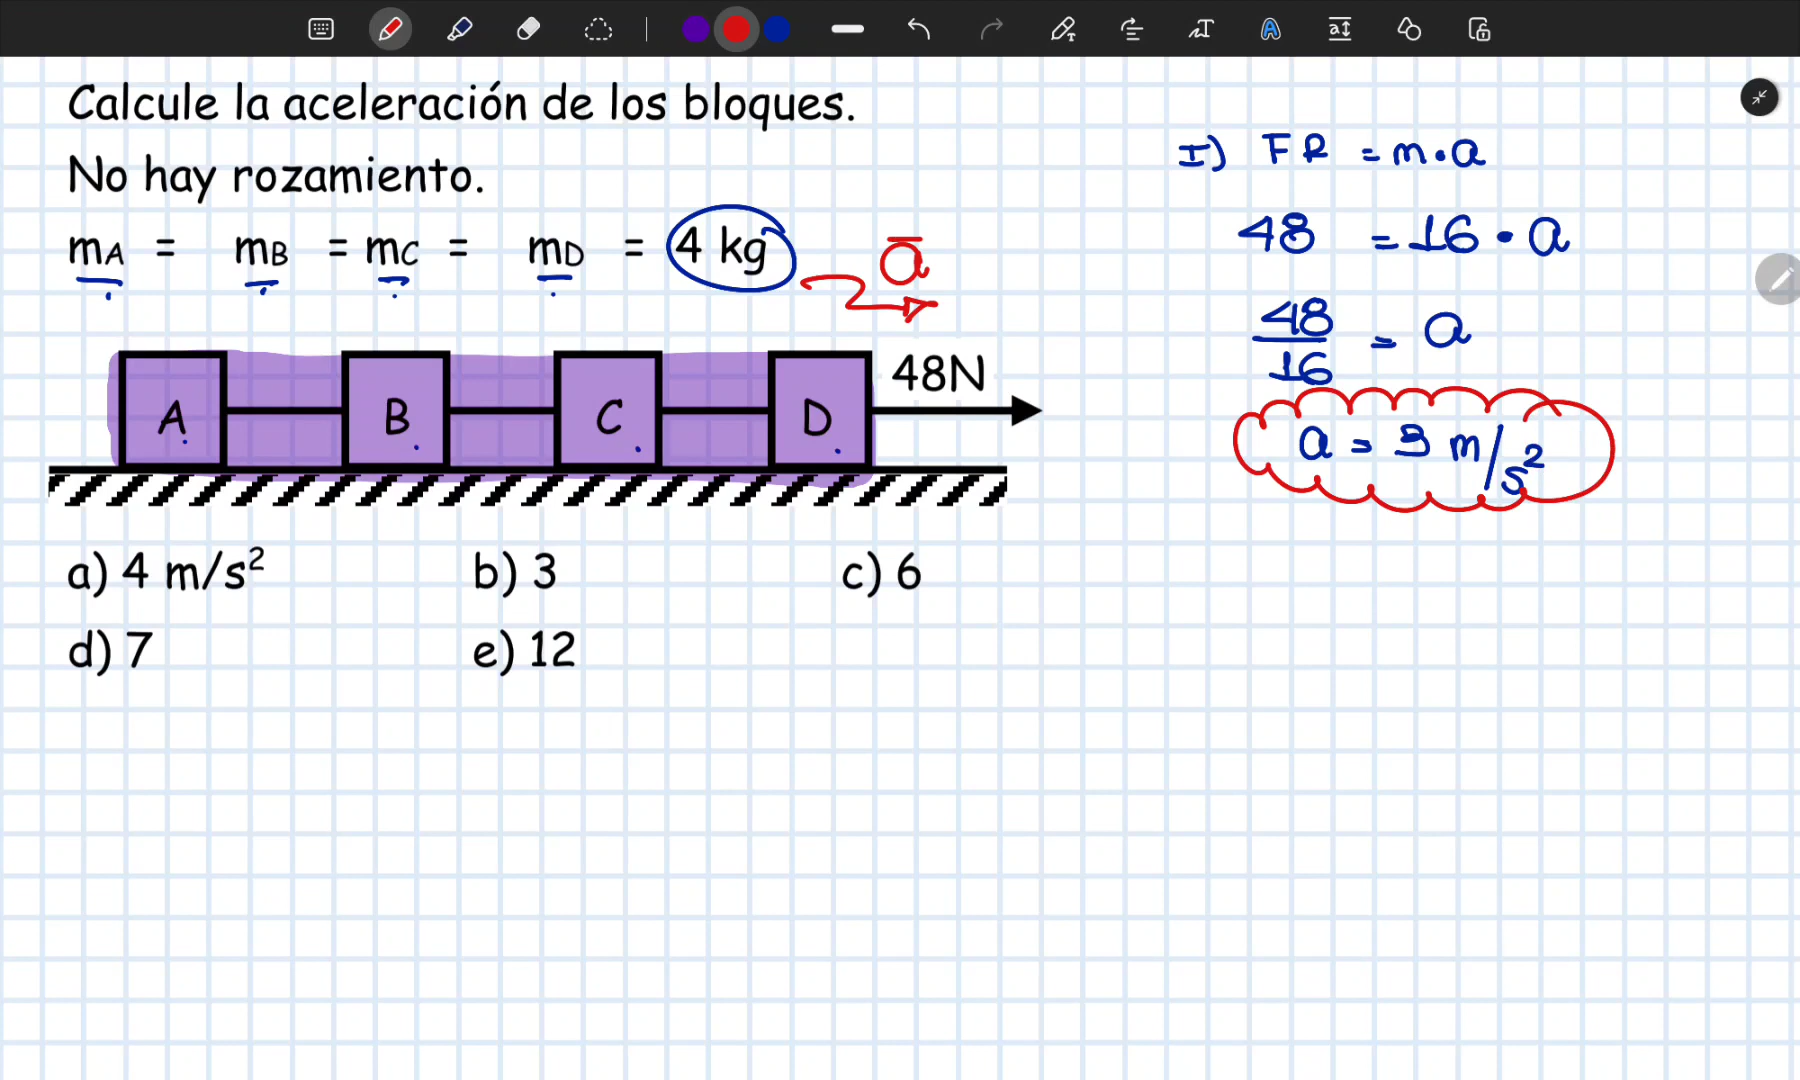 Calcule la aceleración de los bloques.
No hay rozamiento.
mA = mB = mC = mD = 4 kg
a
A B C D 48N
a) 4 m/s² b) 3 c) 6
d) 7 e) 12
I) FR = m.a
48 = 16 • a
48/16 = a
a = 3 m/s²